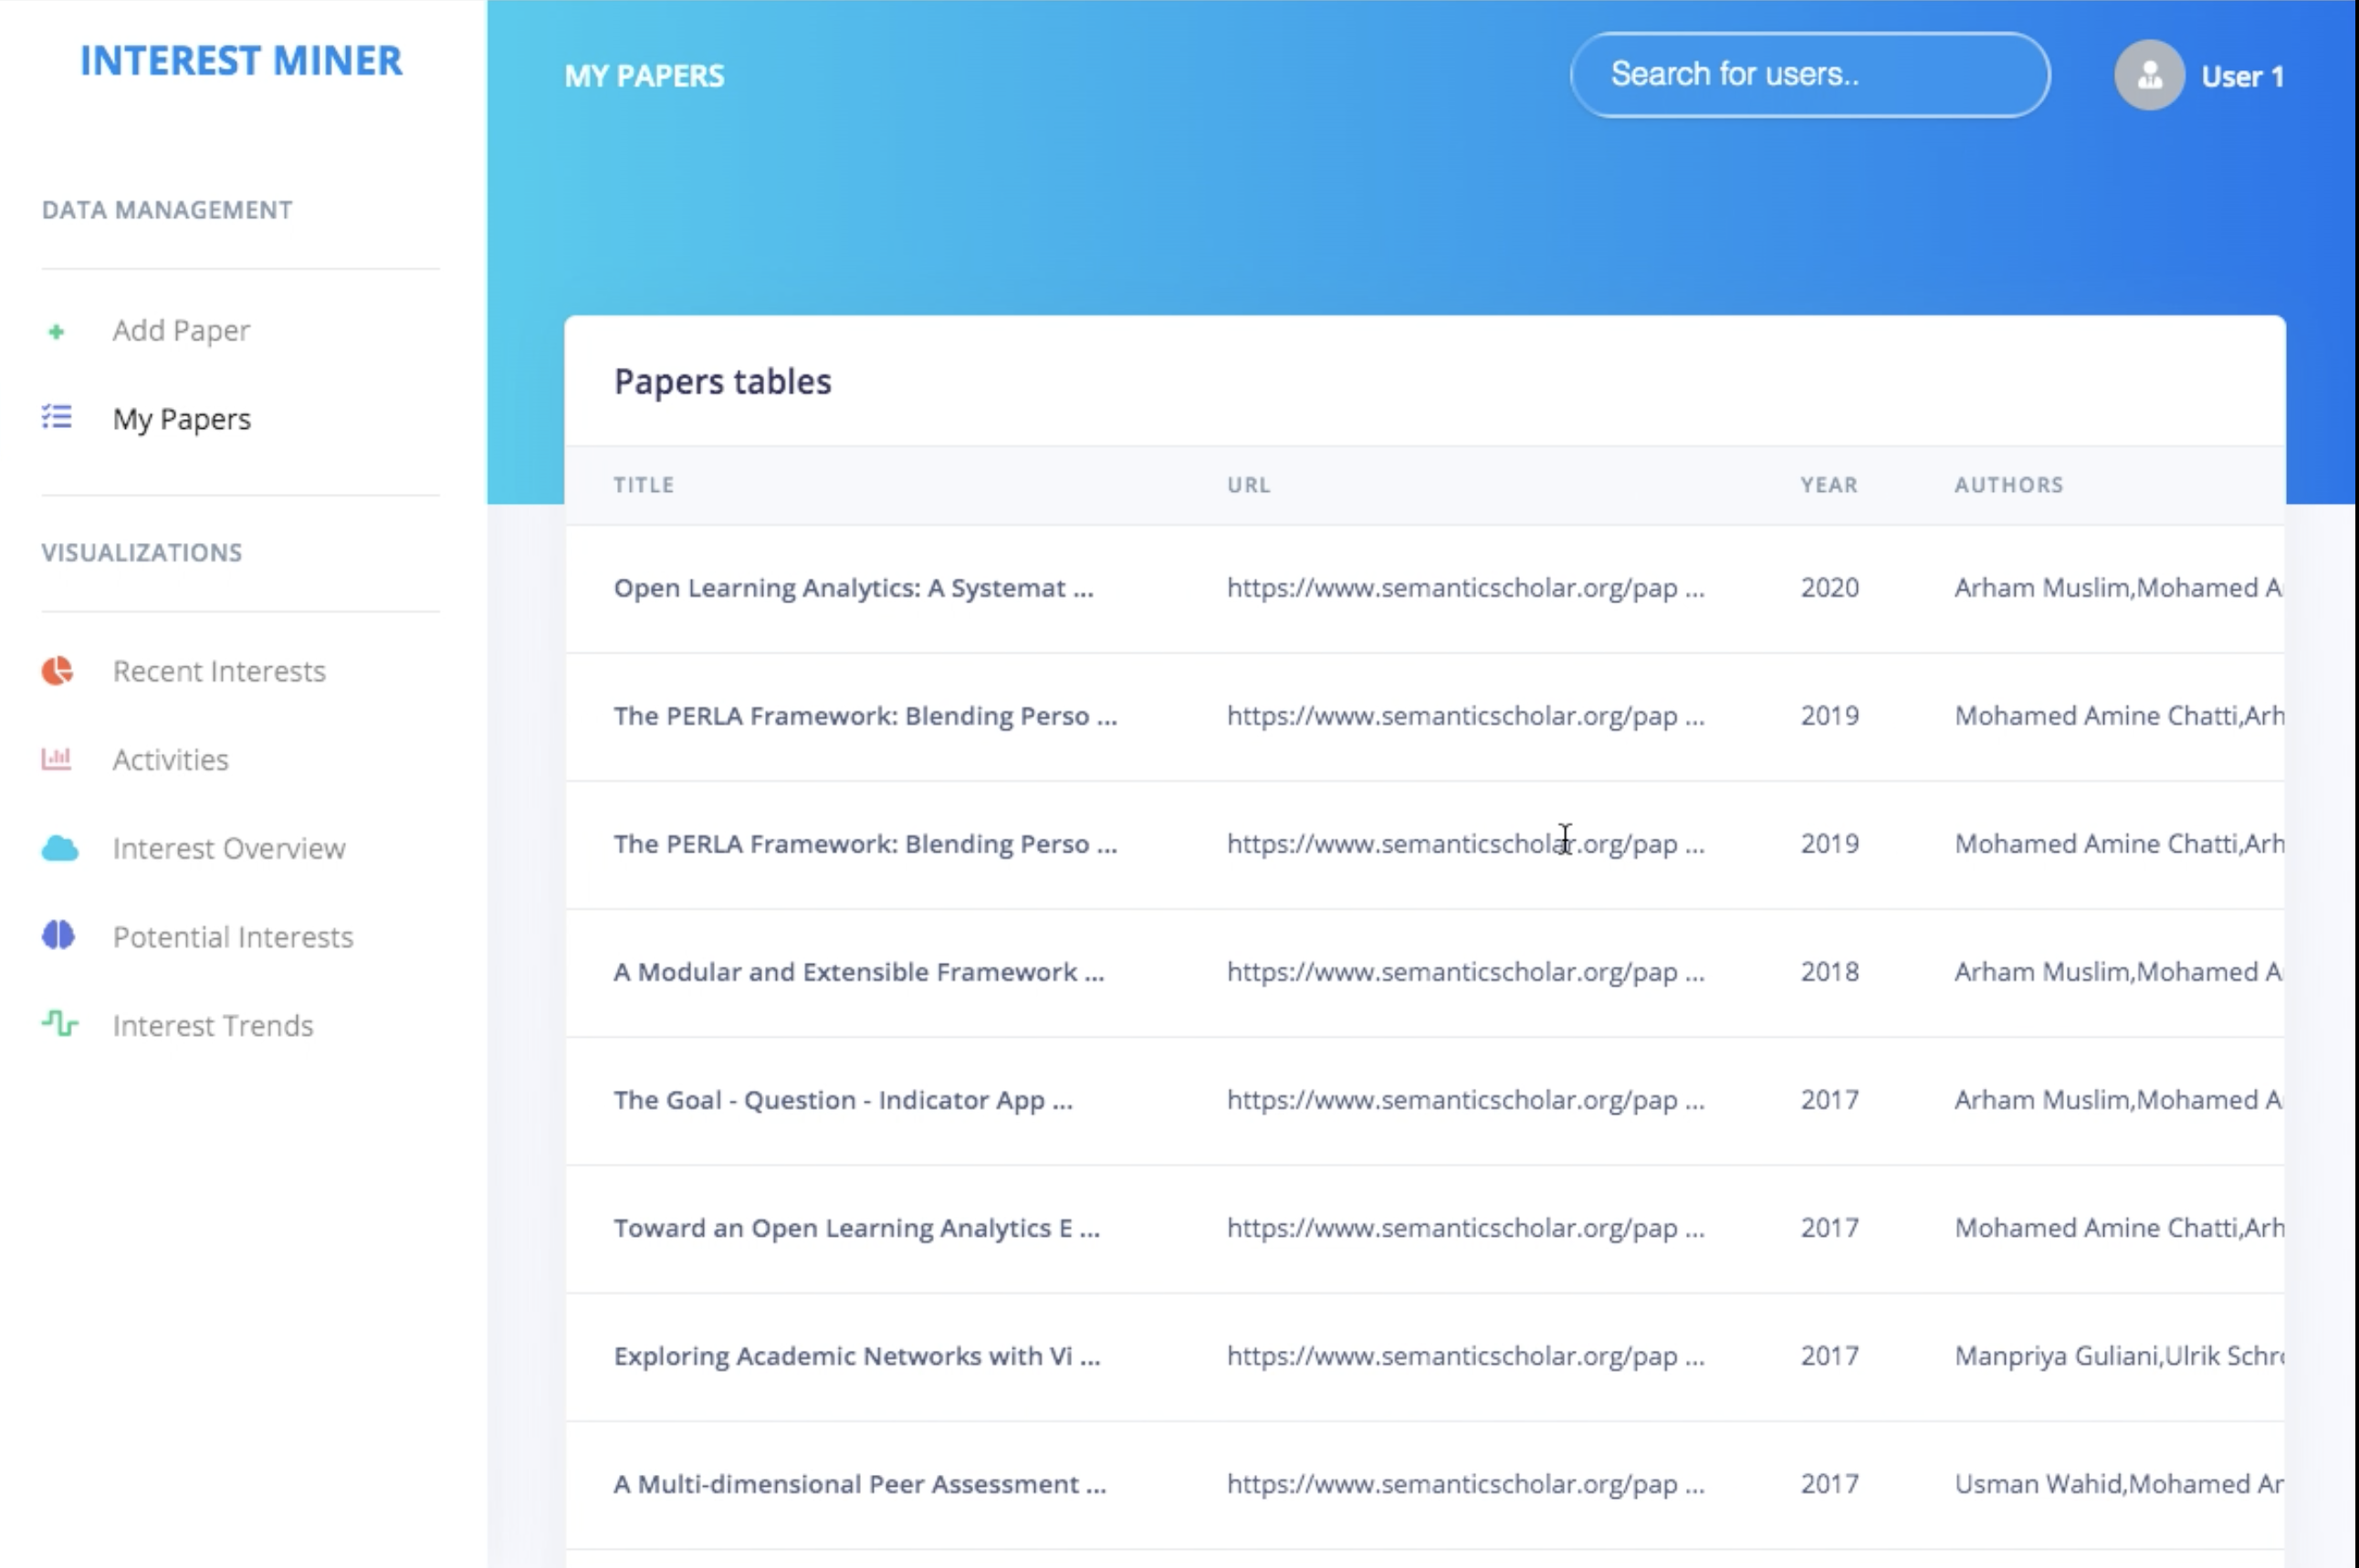 INTEREST MINER
DATA MANAGEMENT
Add Paper
My Papers
VISUALIZATIONS
Recent Interests
Activities
Interest Overview
Potential Interests
Interest Trends
MY PAPERS
Search for users..
User 1
Papers tables
TITLE URL YEAR AUTHORS
Open Learning Analytics: A Systemat ... https://www.semanticscholar.org/pap ... 2020 Arham Muslim,Mohamed A
The PERLA Framework: Blending Perso ... https://www.semanticscholar.org/pap ... 2019 Mohamed Amine Chatti,Arh
The PERLA Framework: Blending Perso ... https://www.semanticscholar.org/pap ... 2019 Mohamed Amine Chatti,Arh
A Modular and Extensible Framework ... https://www.semanticscholar.org/pap ... 2018 Arham Muslim,Mohamed A
The Goal - Question - Indicator App ... https://www.semanticscholar.org/pap ... 2017 Arham Muslim,Mohamed A
Toward an Open Learning Analytics E ... https://www.semanticscholar.org/pap ... 2017 Mohamed Amine Chatti,Arh
Exploring Academic Networks with Vi ... https://www.semanticscholar.org/pap ... 2017 Manpriya Guliani,Ulrik Schr
A Multi-dimensional Peer Assessment ... https://www.semanticscholar.org/pap ... 2017 Usman Wahid,Mohamed Am